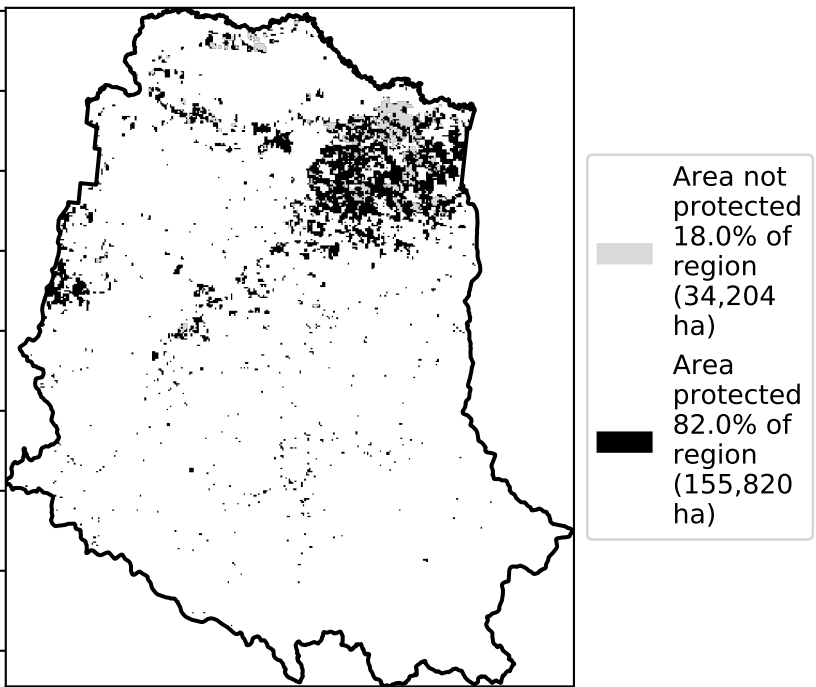 Area not
protected
18.0% of
region
(34,204
ha)
Area
protected
82.0% of
region
(155,820
ha)